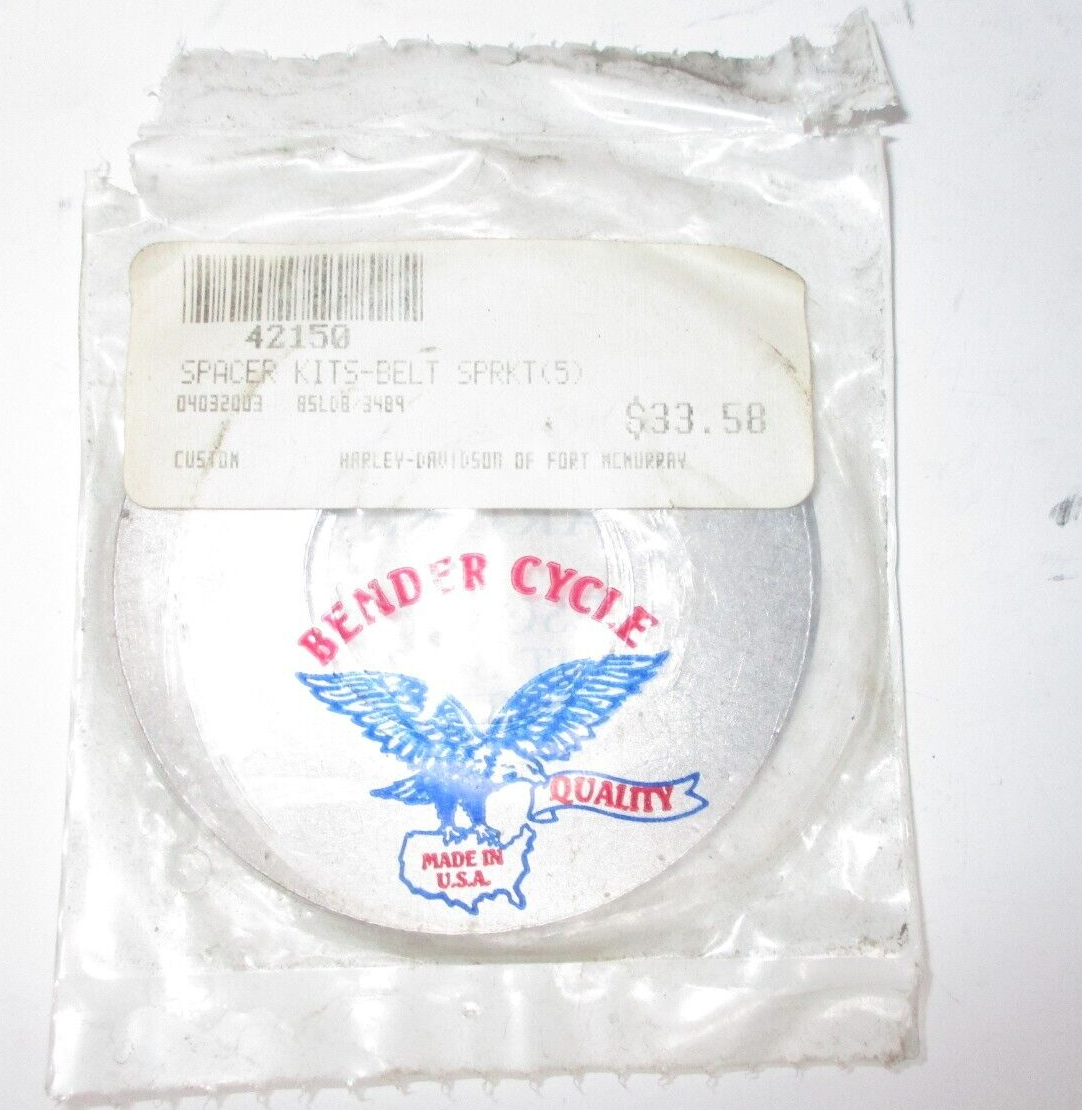 42150
SPACER KITS-BELT SPRKT(5)
04032003 85LDB/3489
$33.58
CUSTOM HARLEY-DAVIDSON OF FORT MCMURRAY
BENDER CYCLE
QUALITY
MADE IN
U.S.A.